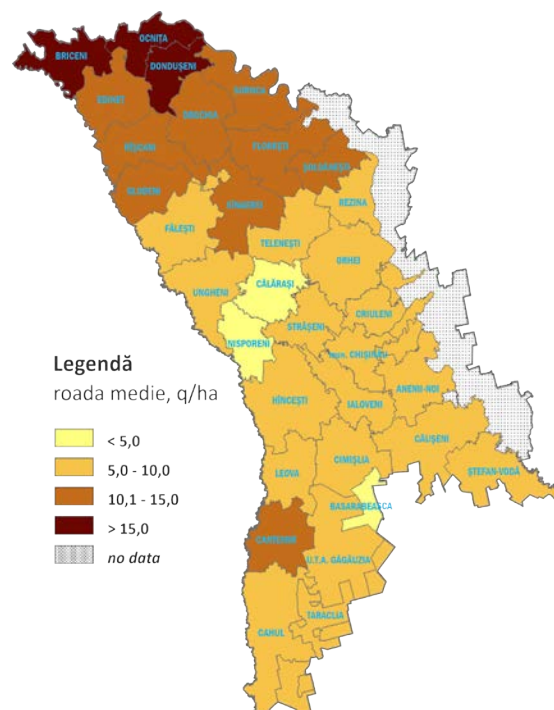 OCNIȚA
BRICENI
DONDUȘENI
EDINEȚ
SOROCA
DROCHIA
RÎȘCANI
FLOREȘTI
ȘOLDĂNEȘTI
GLODENI
SÎNGEREI
REZINA
FĂLEȘTI
TELENEȘTI
ORHEI
CĂLĂRAȘI
UNGHENI
CRIULENI
STRĂȘENI
NISPORENI
mun. CHIȘINĂU
Legendă
ANENII-NOI
roada medie, q/ha
HÎNCEȘTI
IALOVENI
< 5,0
CĂUȘENI
5,0 - 10,0
CIMIȘLIA
ȘTEFAN-VODĂ
LEOVA
10,1 - 15,0
BASARABEASCA
> 15,0
CANTEMIR
no data
U.T.A. GĂGĂUZIA
TARACLIA
CAHUL